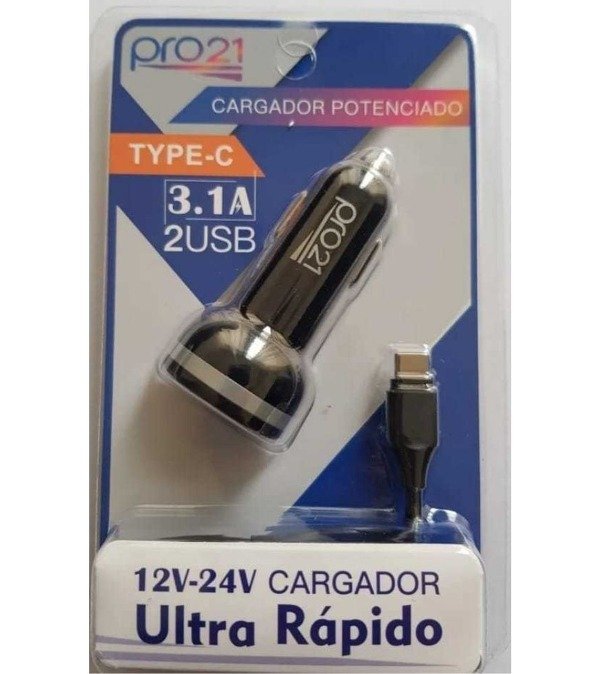 pro21
CARGADOR POTENCIADO
TYPE-C
3.1A
2USB
pro21
12V-24V CARGADOR
Ultra Rápido